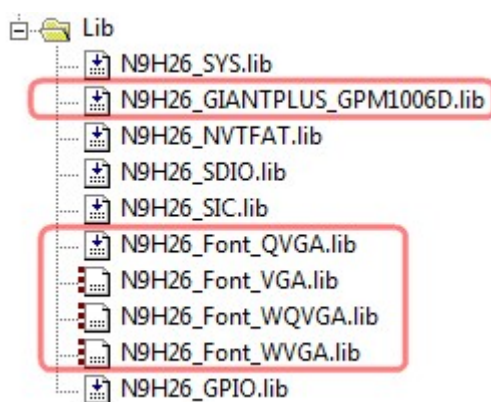 Lib
N9H26_SYS.lib
N9H26_GIANTPLUS_GPM1006D.lib
N9H26_NVTFAT.lib
N9H26_SDIO.lib
N9H26_SIC.lib
N9H26_Font_QVGA.lib
N9H26_Font_VGA.lib
N9H26_Font_WQVGA.lib
N9H26_Font_WVGA.lib
N9H26_GPIO.lib